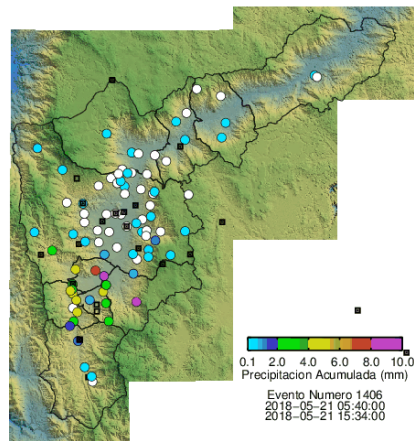 0.1 2.0 4.0 6.0 8.0 10.0
Precipitacion Acumulada (mm)
Evento Numero 1406
2018-05-21 05:40:00
2018-05-21 15:34:00